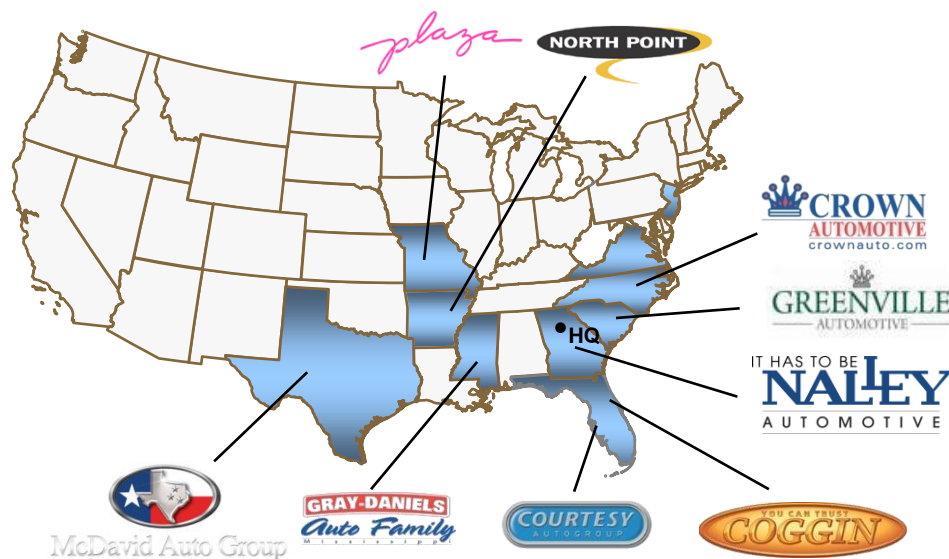 plaza
NORTH POINT
CROWN
AUTOMOTIVE
crownauto.com
GREENVILLE
AUTOMOTIVE
HQ
IT HAS TO BE
NALLEY
AUTOMOTIVE
McDavid Auto Group
GRAY-DANIELS
Auto Family
Mississippi
COURTESY
AUTOGROUP
YOU CAN TRUST
COGGIN